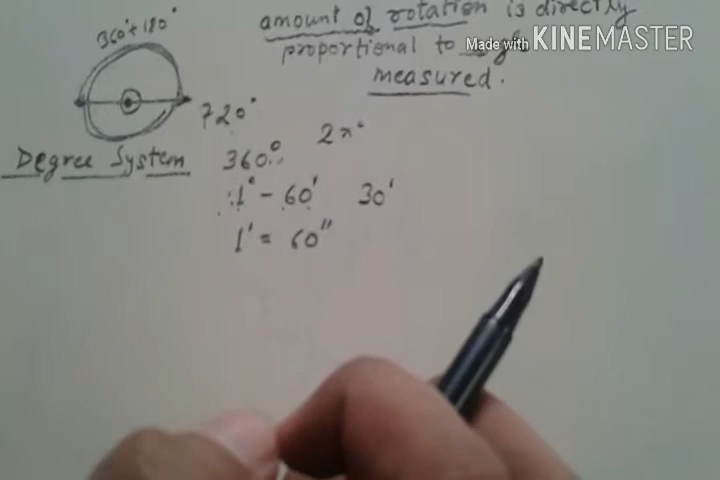 amount of rotation is directly
proportional to angle
measured.
Made with KINEMASTER
360° + 180°
720°
Degree System 360° 2π
1° - 60' 30'
1' = 60"